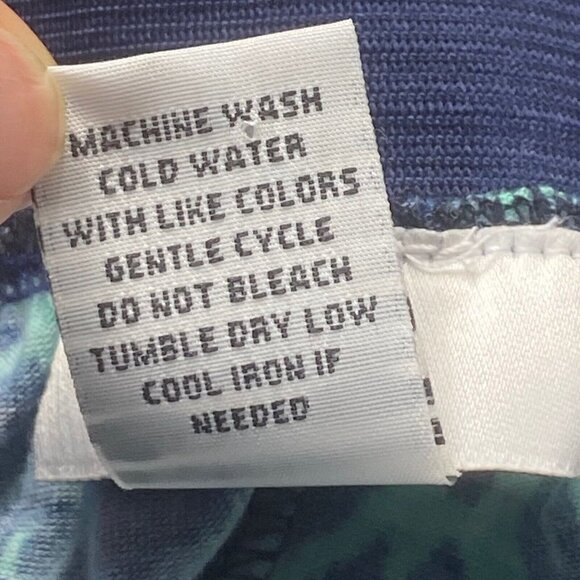 MACHINE WASH
COLD WATER
WITH LIKE COLORS
GENTLE CYCLE
DO NOT BLEACH
TUMBLE DRY LOW
COOL IRON IF
NEEDED